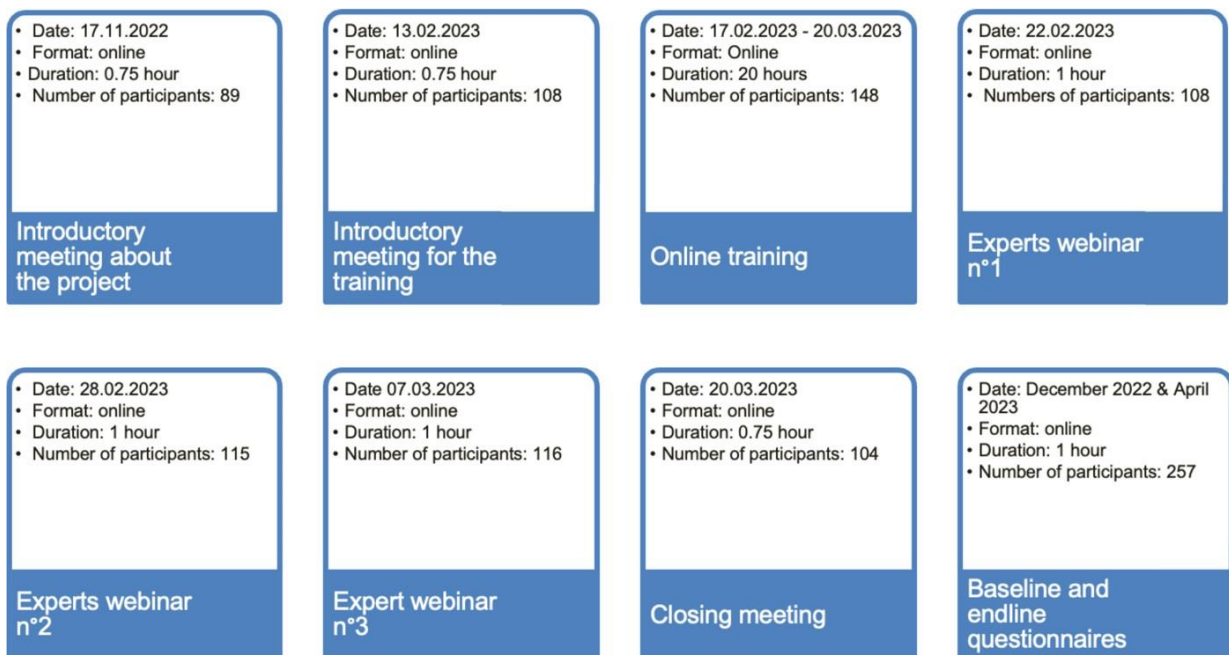 • Date: 17.11.2022
• Format: online
• Duration: 0.75 hour
• Number of participants: 89
Introductory
meeting about
the project
• Date: 13.02.2023
• Format: online
• Duration: 0.75 hour
• Number of participants: 108
Introductory
meeting for the
training
• Date: 17.02.2023 - 20.03.2023
• Format: Online
• Duration: 20 hours
• Number of participants: 148
Online training
• Date: 22.02.2023
• Format: online
• Duration: 1 hour
• Numbers of participants: 108
Experts webinar
n°1
• Date: 28.02.2023
• Format: online
• Duration: 1 hour
• Number of participants: 115
Experts webinar
n°2
• Date 07.03.2023
• Format: online
• Duration: 1 hour
• Number of participants: 116
Expert webinar
n°3
• Date: 20.03.2023
• Format: online
• Duration: 0.75 hour
• Number of participants: 104
Closing meeting
• Date: December 2022 & April
2023
• Format: online
• Duration: 1 hour
• Number of participants: 257
Baseline and
endline
questionnaires